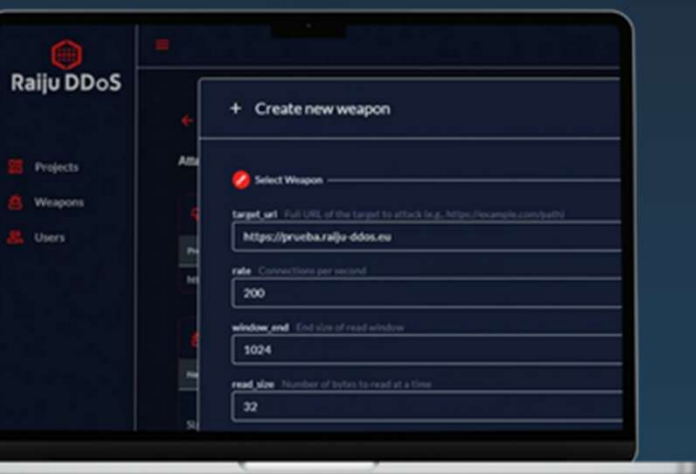 Raiju DDoS
Projects
Weapons
Users
+ Create new weapon
Select Weapon
target_url Full URL of the target to attack (e.g., https://example.com/path)
https://prueba.raiju-ddos.eu
rate Connections per second
200
window_end End size of read window
1024
read_size Number of bytes to read at a time
32